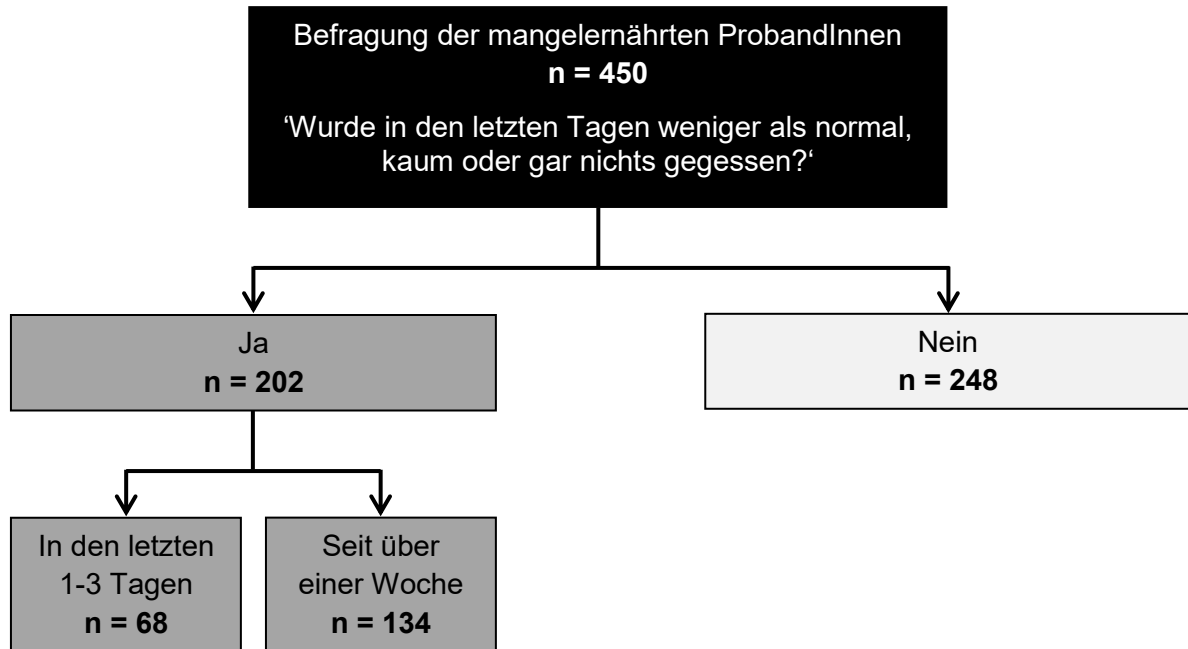 Befragung der mangelernährten ProbandInnen
n = 450
‘Wurde in den letzten Tagen weniger als normal,
kaum oder gar nichts gegessen?‘
Ja
n = 202
Nein
n = 248
In den letzten
1-3 Tagen
n = 68
Seit über
einer Woche
n = 134